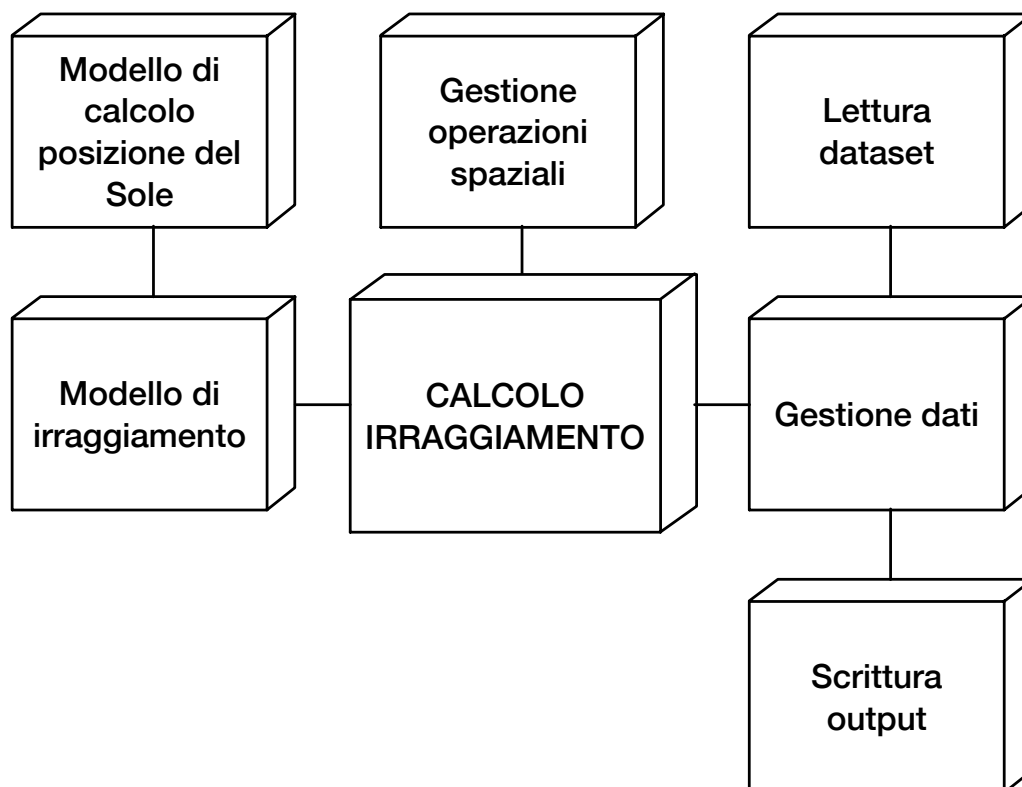 Modello di
calcolo
posizione del
Sole
Gestione
operazioni
spaziali
Lettura
dataset
Modello di
irraggiamento
CALCOLO
IRRAGGIAMENTO
Gestione dati
Scrittura
output